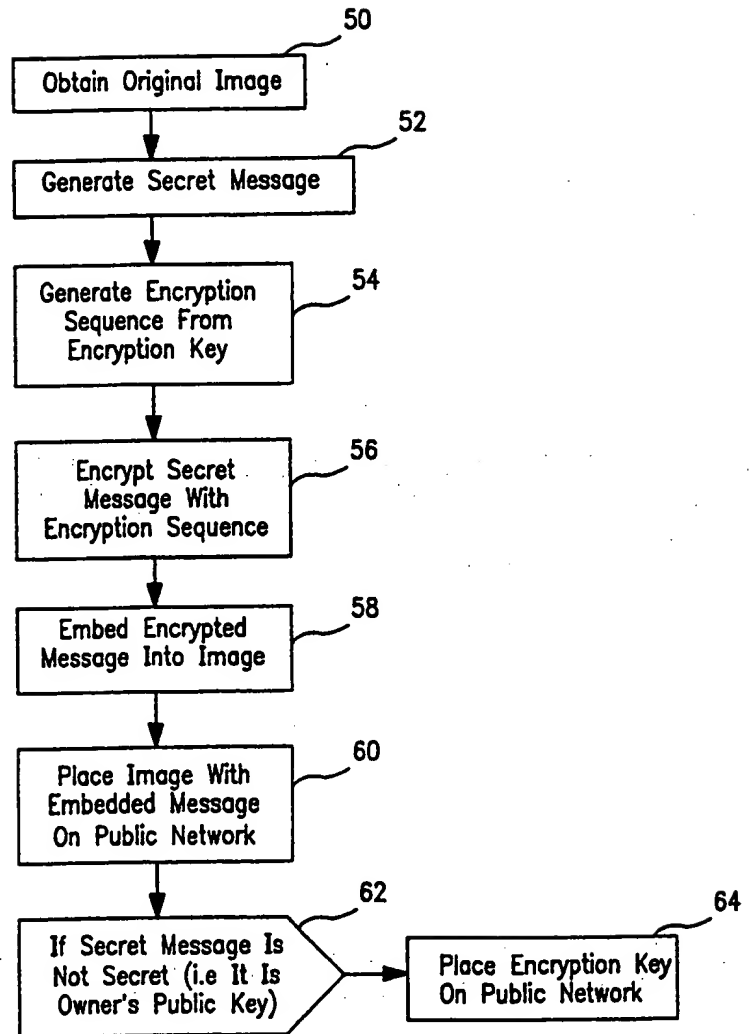 50
Obtain Original Image
52
Generate Secret Message
54
Generate Encryption
Sequence From
Encryption Key
56
Encrypt Secret
Message With
Encryption Sequence
58
Embed Encrypted
Message Into Image
60
Place Image With
Embedded Message
On Public Network
62
If Secret Message Is
Not Secret (i.e It Is
Owner's Public Key)
64
Place Encryption Key
On Public Network